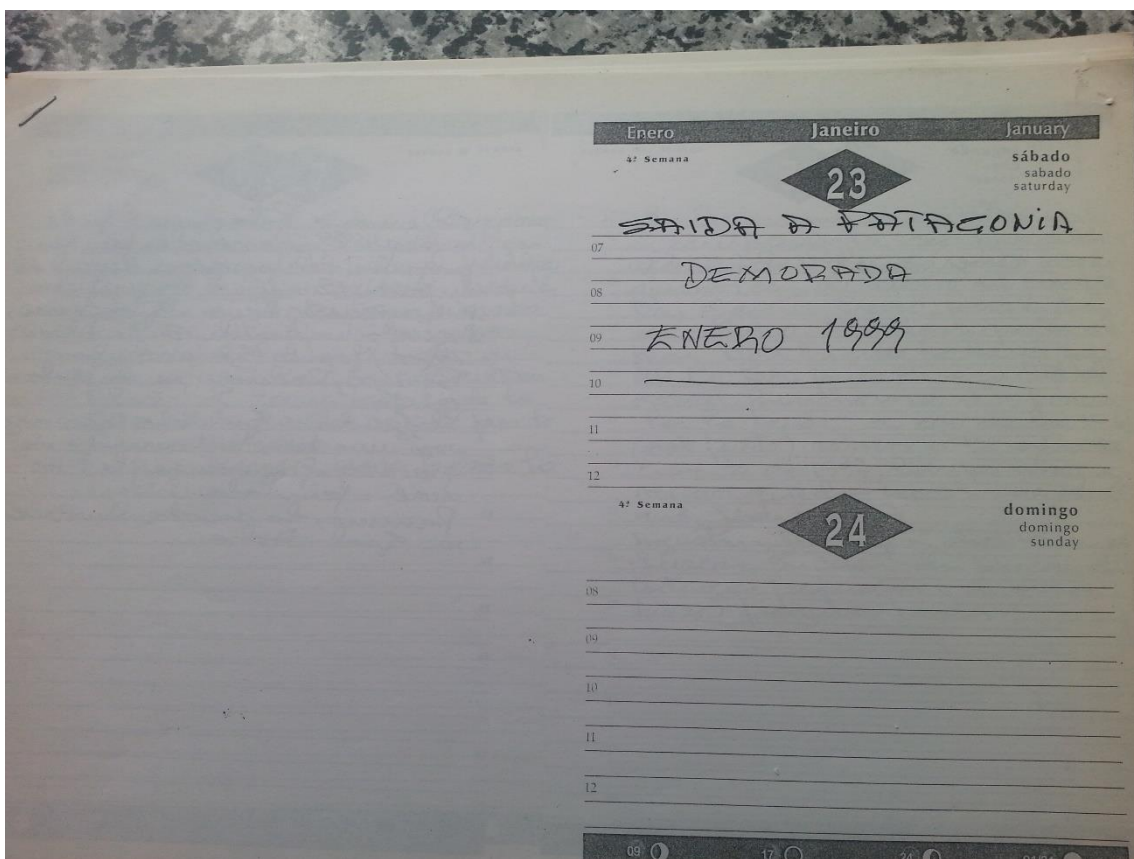 Enero Janeiro January
4ª Semana
23
sábado
sabado
saturday
SAIDA A PATAGONIA
07
DEMORADA
08
09 ENERO 1999
10
11
12
4ª Semana
24
domingo
domingo
sunday
08
09
10
11
12
09 17 24